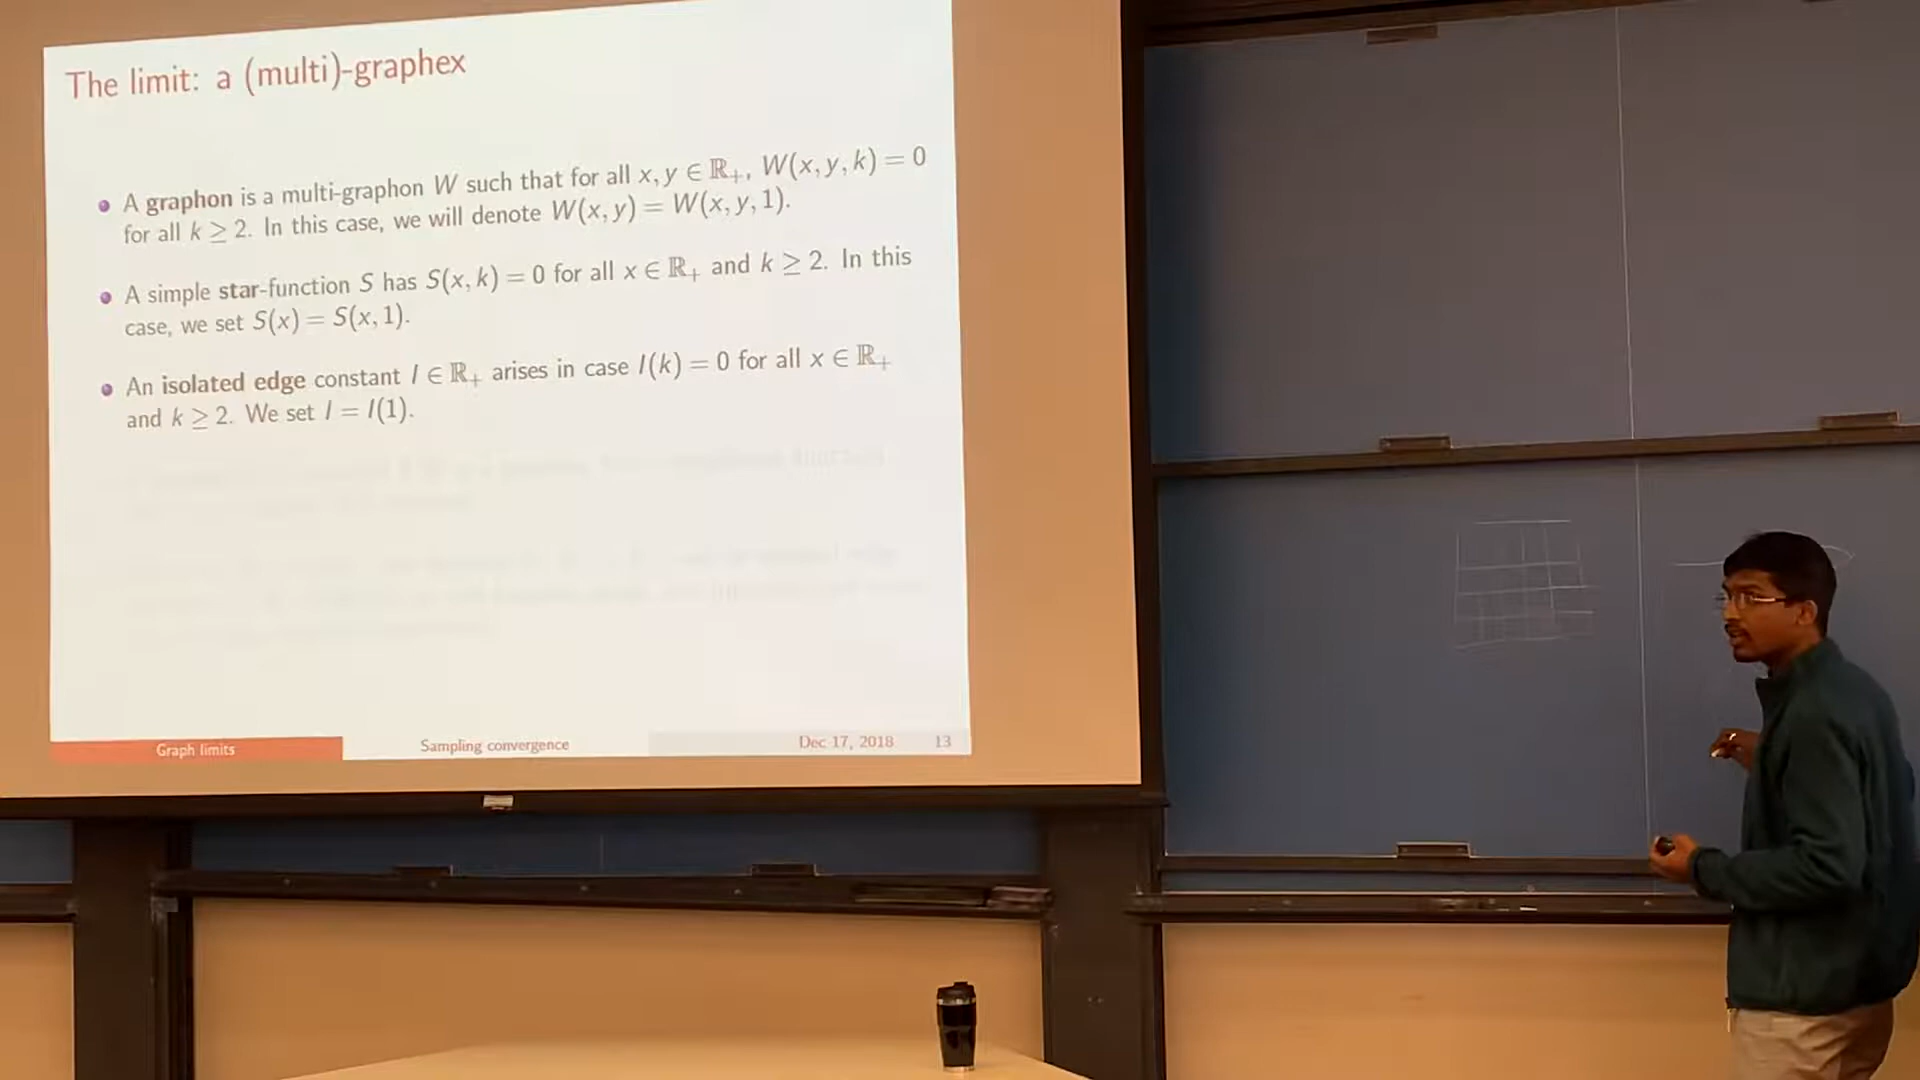 The limit: a (multi)-graphex
A graphon is a multi-graphon W such that for all x, y ∈ ℝ₊, W(x, y, k) = 0
for all k ≥ 2. In this case, we will denote W(x, y) = W(x, y, 1).
A simple star-function S has S(x, k) = 0 for all x ∈ ℝ₊ and k ≥ 2. In this
case, we set S(x) = S(x, 1).
An isolated edge constant I ∈ ℝ₊ arises in case I(k) = 0 for all x ∈ ℝ₊
and k ≥ 2. We set I = I(1).
Graph limits Sampling convergence Dec 17, 2018 13